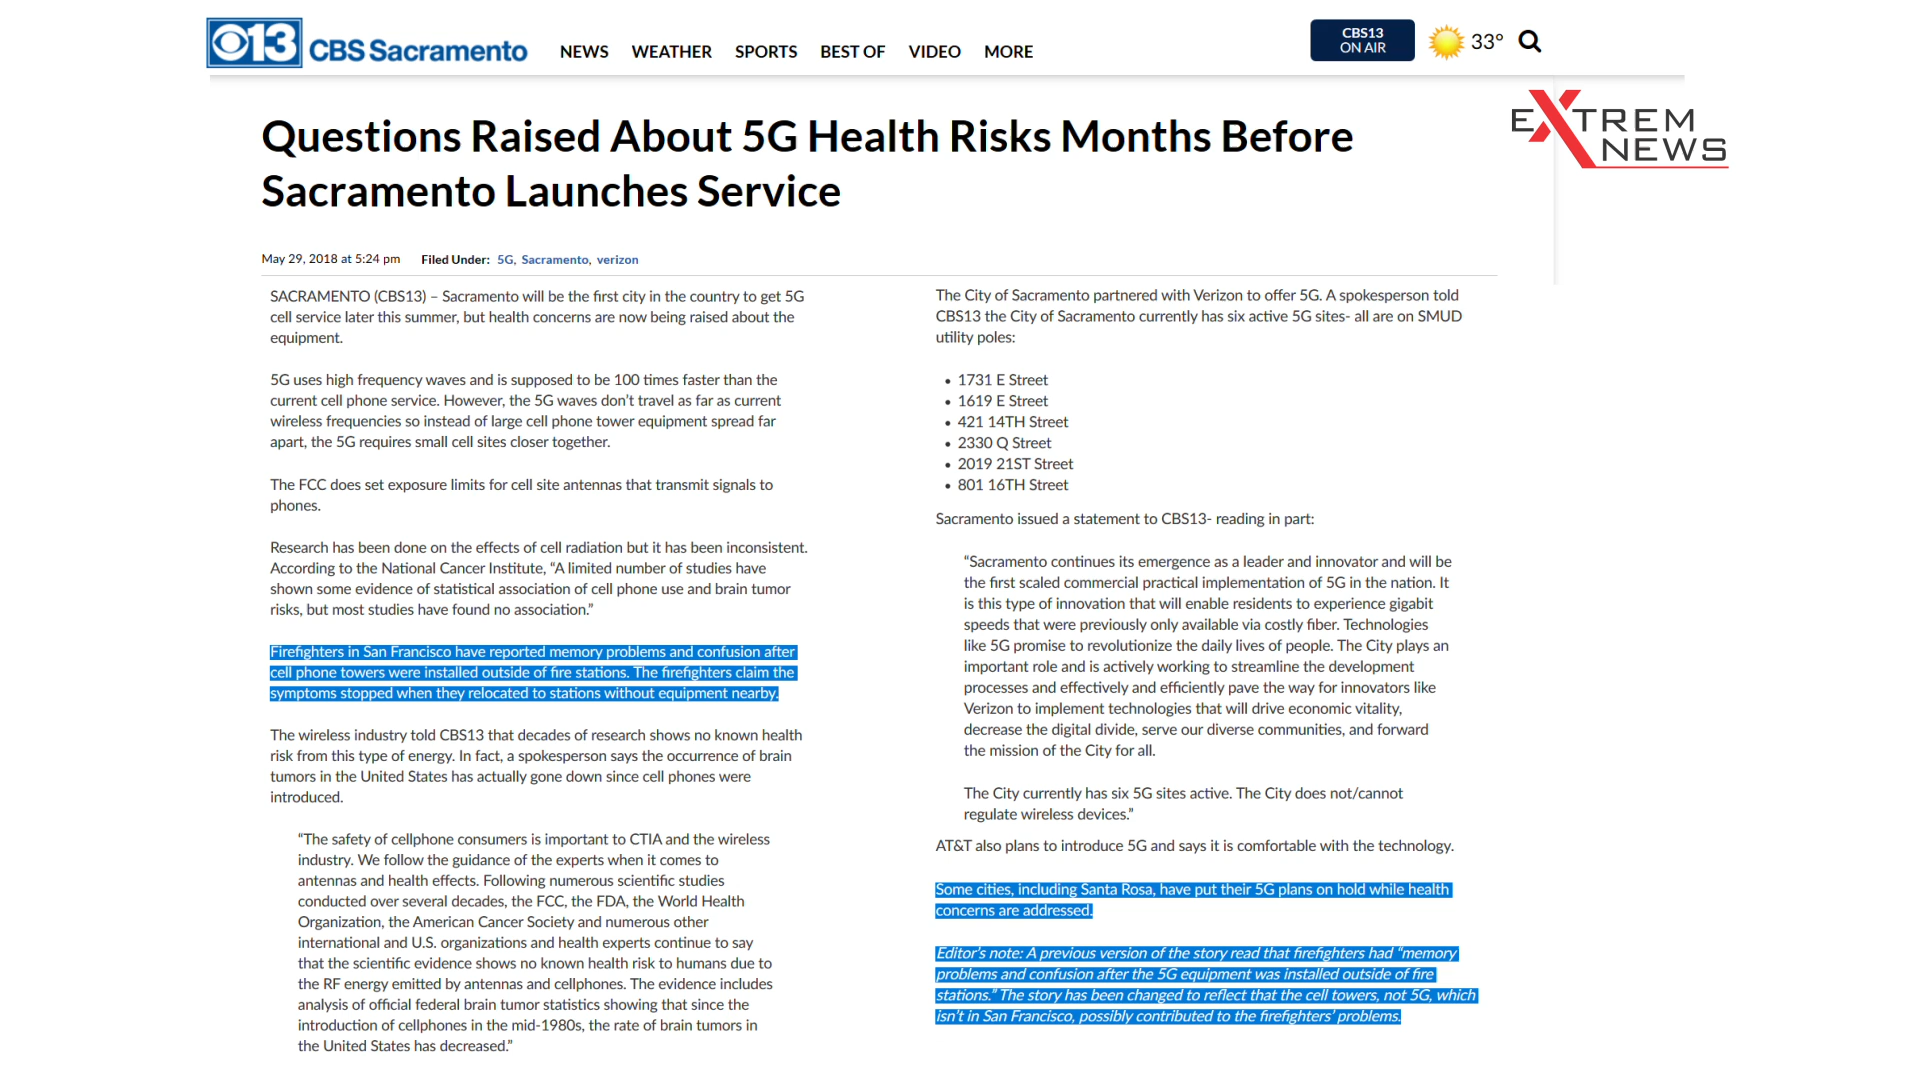 13 CBS Sacramento
NEWS WEATHER SPORTS BEST OF VIDEO MORE
CBS13
ON AIR
33°
EXTREM
NEWS
Questions Raised About 5G Health Risks Months Before
Sacramento Launches Service
May 29, 2018 at 5:24 pm Filed Under: 5G, Sacramento, verizon
SACRAMENTO (CBS13) – Sacramento will be the first city in the country to get 5G
cell service later this summer, but health concerns are now being raised about the
equipment.
5G uses high frequency waves and is supposed to be 100 times faster than the
current cell phone service. However, the 5G waves don’t travel as far as current
wireless frequencies so instead of large cell phone tower equipment spread far
apart, the 5G requires small cell sites closer together.
The FCC does set exposure limits for cell site antennas that transmit signals to
phones.
Research has been done on the effects of cell radiation but it has been inconsistent.
According to the National Cancer Institute, “A limited number of studies have
shown some evidence of statistical association of cell phone use and brain tumor
risks, but most studies have found no association.”
Firefighters in San Francisco have reported memory problems and confusion after
cell phone towers were installed outside of fire stations. The firefighters claim the
symptoms stopped when they relocated to stations without equipment nearby.
The wireless industry told CBS13 that decades of research shows no known health
risk from this type of energy. In fact, a spokesperson says the occurrence of brain
tumors in the United States has actually gone down since cell phones were
introduced.
“The safety of cellphone consumers is important to CTIA and the wireless
industry. We follow the guidance of the experts when it comes to
antennas and health effects. Following numerous scientific studies
conducted over several decades, the FCC, the FDA, the World Health
Organization, the American Cancer Society and numerous other
international and U.S. organizations and health experts continue to say
that the scientific evidence shows no known health risk to humans due to
the RF energy emitted by antennas and cellphones. The evidence includes
analysis of official federal brain tumor statistics showing that since the
introduction of cellphones in the mid-1980s, the rate of brain tumors in
the United States has decreased.”
The City of Sacramento partnered with Verizon to offer 5G. A spokesperson told
CBS13 the City of Sacramento currently has six active 5G sites- all are on SMUD
utility poles:
• 1731 E Street
• 1619 E Street
• 421 14TH Street
• 2330 Q Street
• 2019 21ST Street
• 801 16TH Street
Sacramento issued a statement to CBS13- reading in part:
“Sacramento continues its emergence as a leader and innovator and will be
the first scaled commercial practical implementation of 5G in the nation. It
is this type of innovation that will enable residents to experience gigabit
speeds that were previously only available via costly fiber. Technologies
like 5G promise to revolutionize the daily lives of people. The City plays an
important role and is actively working to streamline the development
processes and effectively and efficiently pave the way for innovators like
Verizon to implement technologies that will drive economic vitality,
decrease the digital divide, serve our diverse communities, and forward
the mission of the City for all.
The City currently has six 5G sites active. The City does not/cannot
regulate wireless devices.”
AT&T also plans to introduce 5G and says it is comfortable with the technology.
Some cities, including Santa Rosa, have put their 5G plans on hold while health
concerns are addressed.
Editor’s note: A previous version of the story read that firefighters had “memory
problems and confusion after the 5G equipment was installed outside of fire
stations.” The story has been changed to reflect that the cell towers, not 5G, which
isn’t in San Francisco, possibly contributed to the firefighters’ problems.